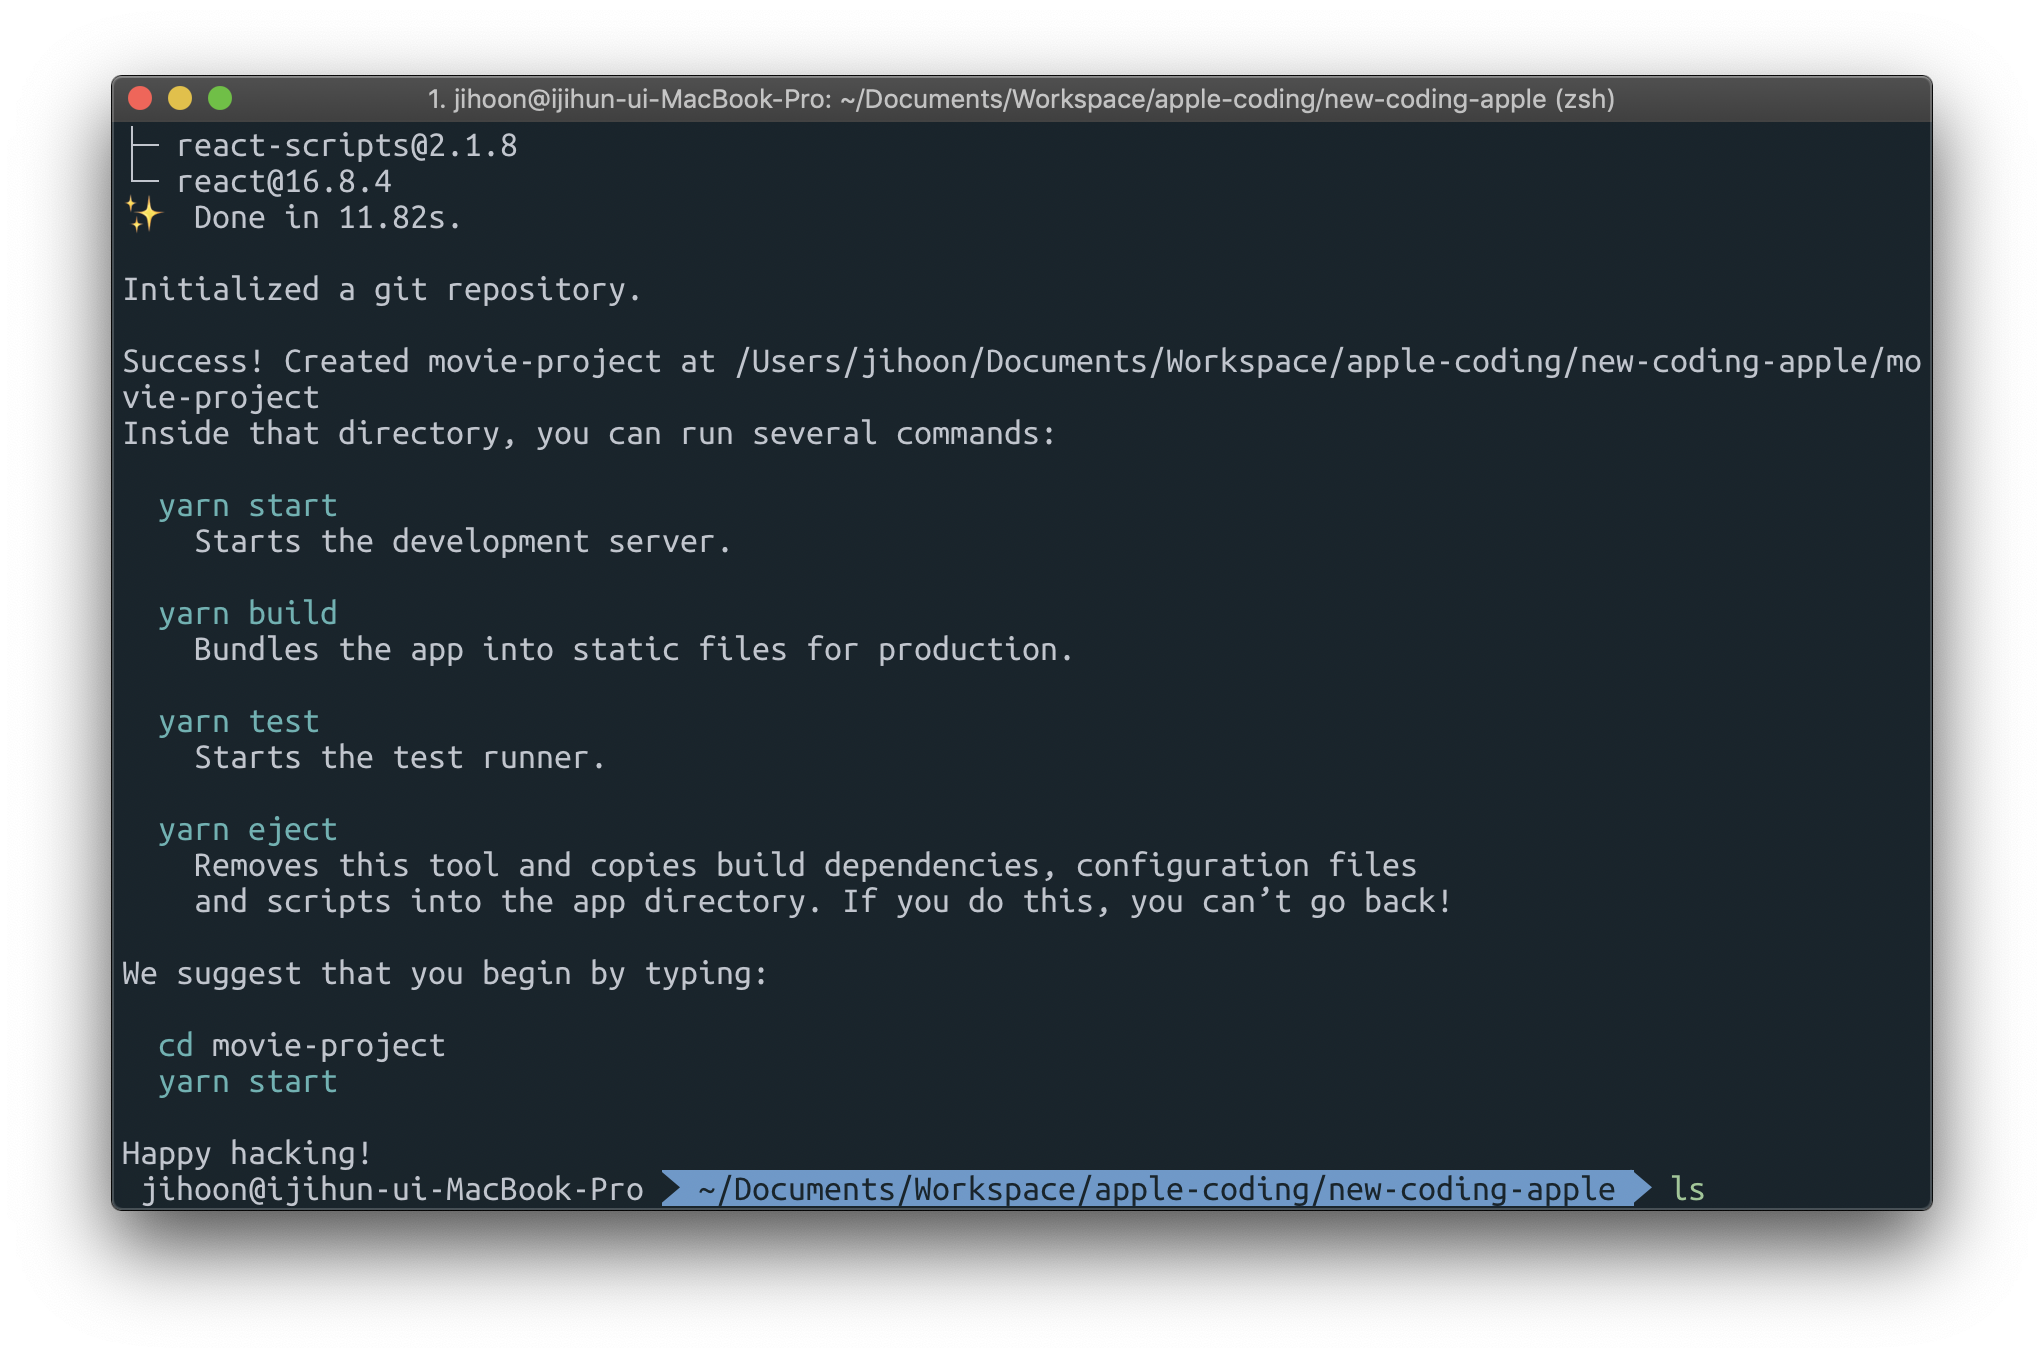 1. jihoon@ijihun-ui-MacBook-Pro: ~/Documents/Workspace/apple-coding/new-coding-apple (zsh)
├─ react-scripts@2.1.8
└─ react@16.8.4
✨  Done in 11.82s.
Initialized a git repository.
Success! Created movie-project at /Users/jihoon/Documents/Workspace/apple-coding/new-coding-apple/mo
vie-project
Inside that directory, you can run several commands:
yarn start
Starts the development server.
yarn build
Bundles the app into static files for production.
yarn test
Starts the test runner.
yarn eject
Removes this tool and copies build dependencies, configuration files
and scripts into the app directory. If you do this, you can’t go back!
We suggest that you begin by typing:
cd movie-project
yarn start
Happy hacking!
jihoon@ijihun-ui-MacBook-Pro ~/Documents/Workspace/apple-coding/new-coding-apple ls